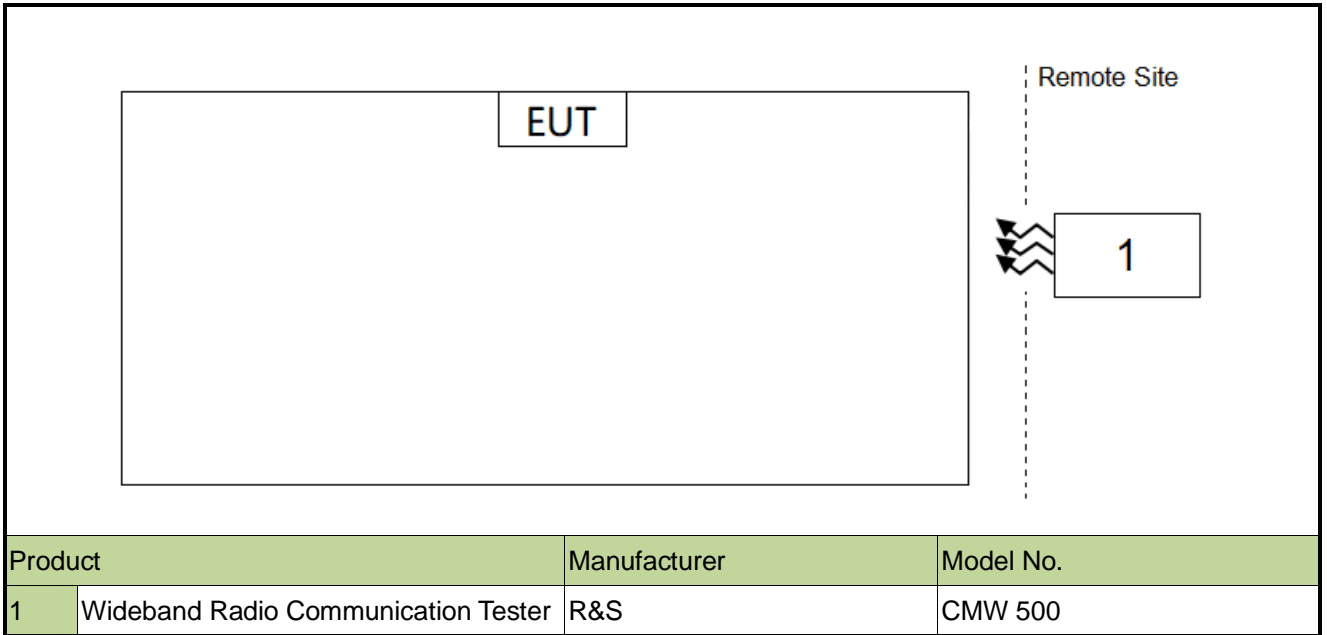 Remote Site
EUT
1
Product Manufacturer Model No.
1 Wideband Radio Communication Tester R&S CMW 500